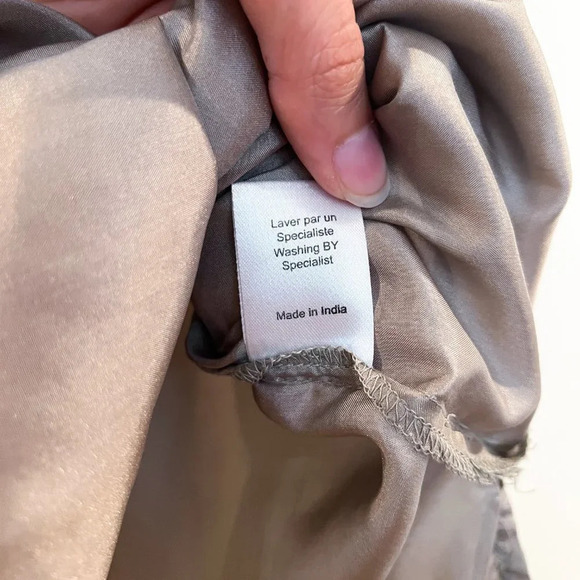 Laver par un
Specialiste
Washing BY
Specialist
Made in India